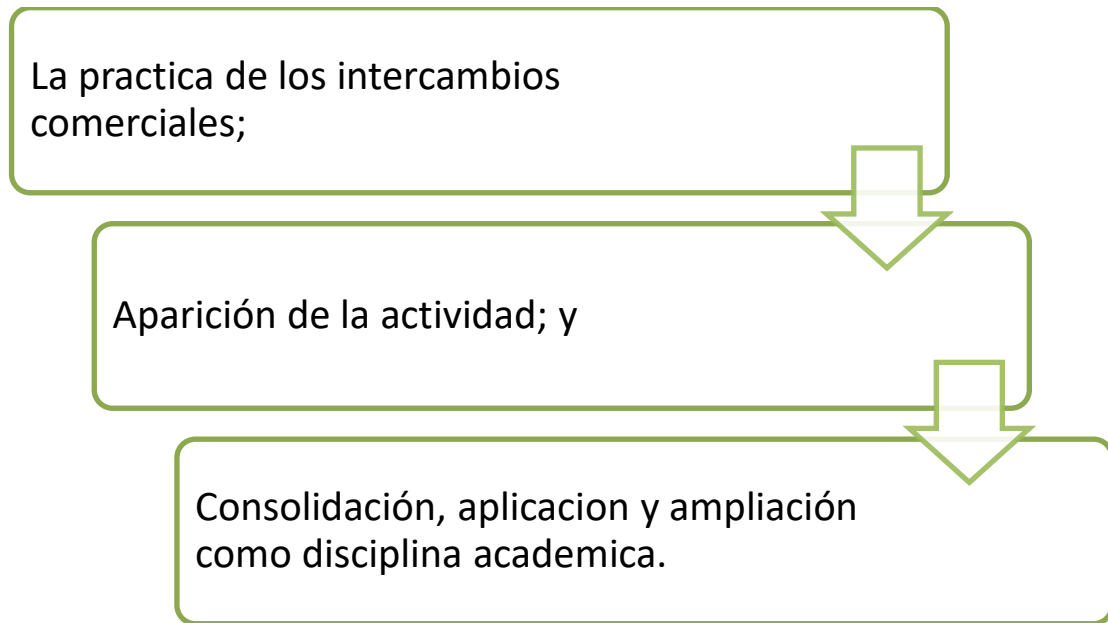 La practica de los intercambios
comerciales;
Aparición de la actividad; y
Consolidación, aplicacion y ampliación
como disciplina academica.